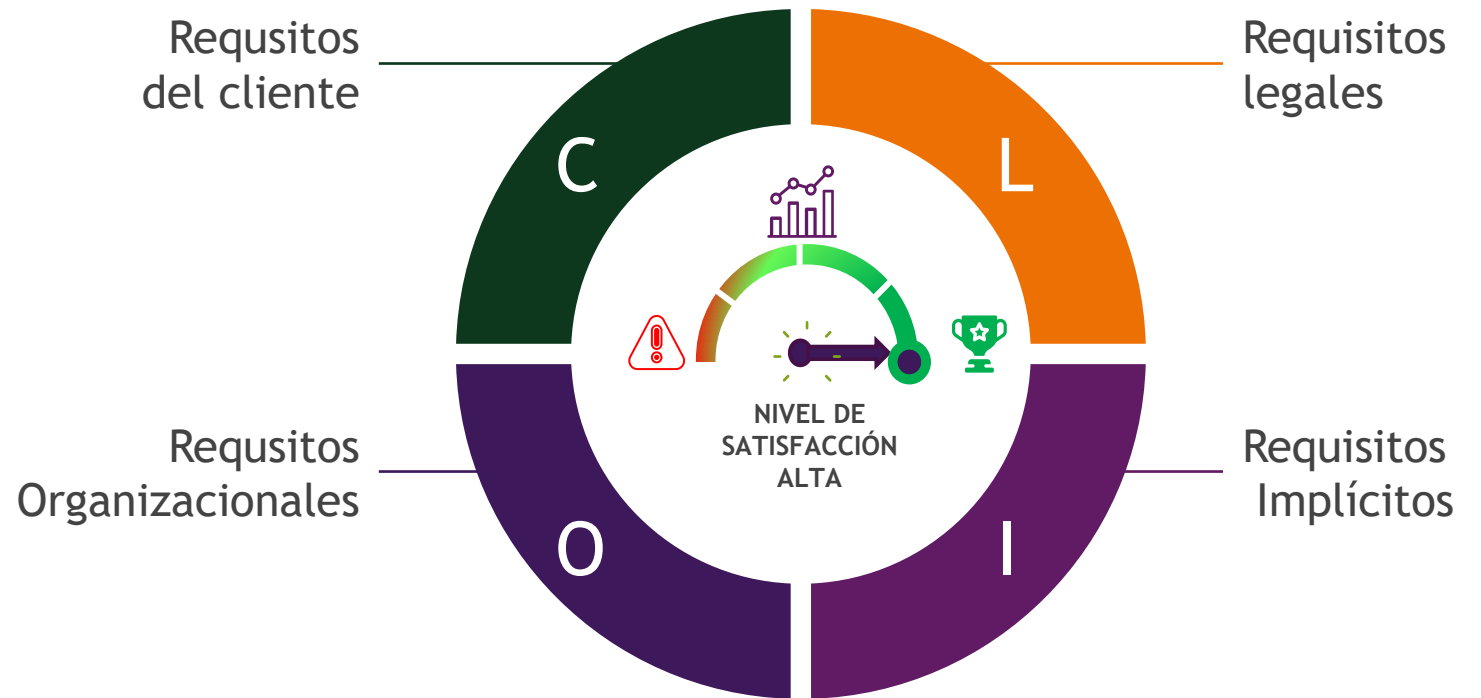 Requsitos
del cliente
Requisitos
legales
C
L
NIVEL DE
SATISFACCIÓN
ALTA
Requsitos
Organizacionales
Requisitos
Implícitos
O
I